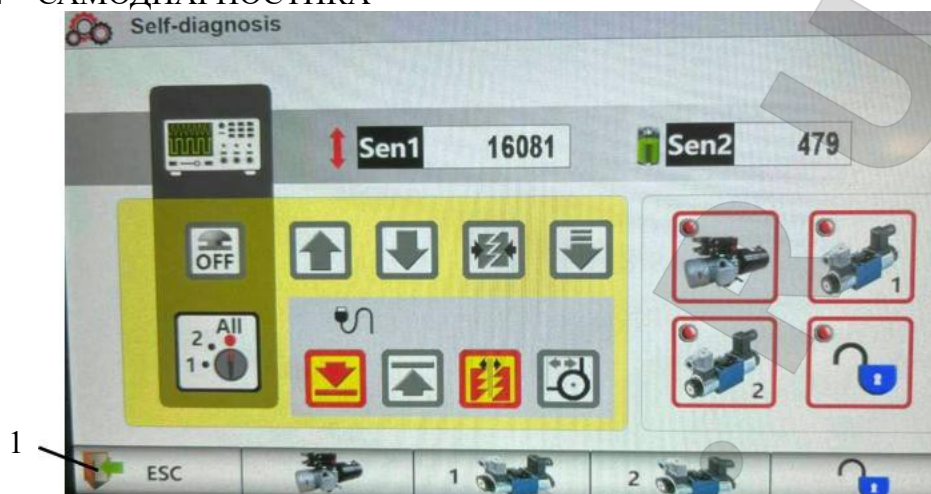 САМОДИАГНОСТИКА
Self-diagnosis
Sen1 16081 Sen2 479
OFF
1
All
2
1
2
1
ESC 1 2